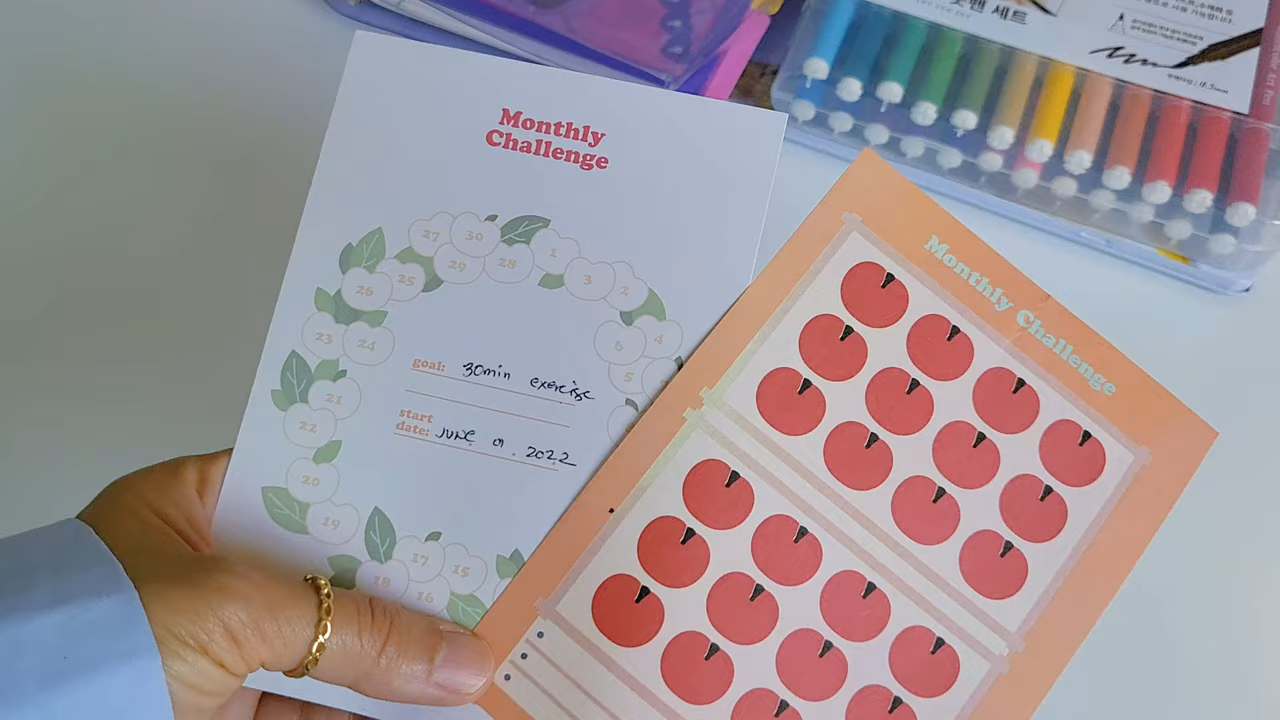 펜 세트
Monthly
Challenge
27 30 1
29 28 3 2
26 25
23 24 6 4
5
goal: 30min exercise
21
start
date: JUNE 01. 2022
22
20
19
17 15
18 16
Monthly Challenge